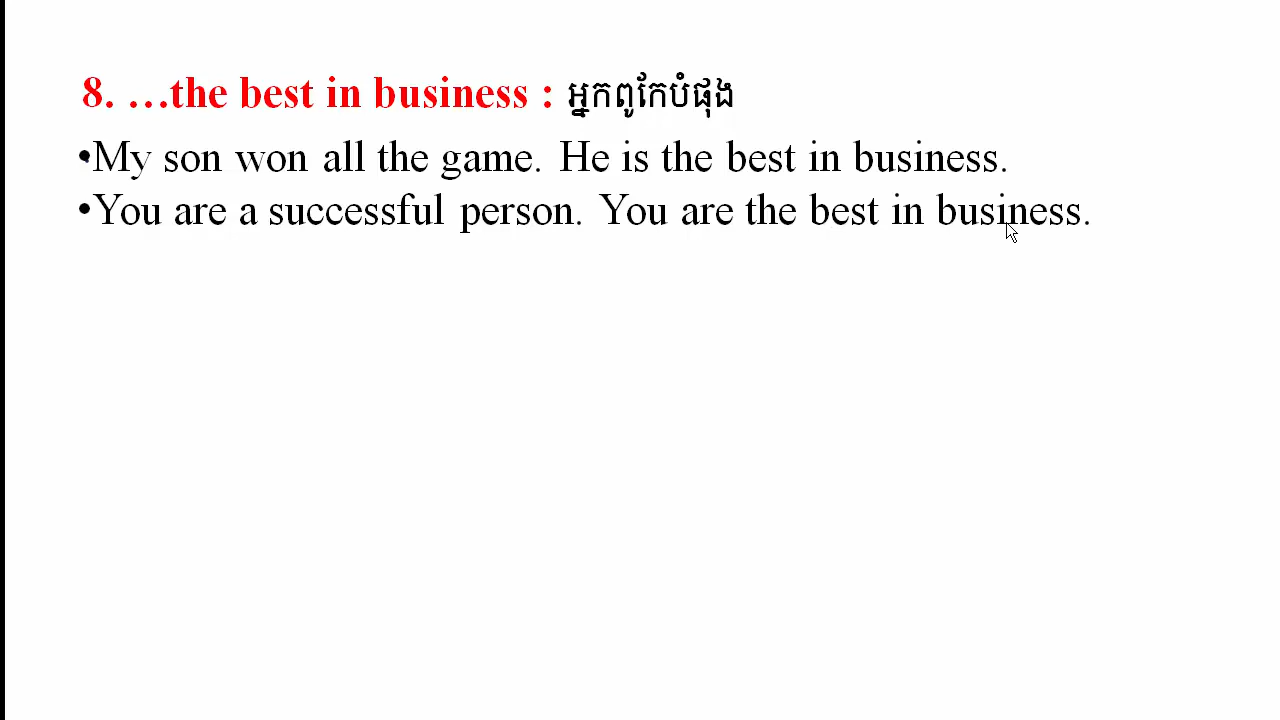 8. …the best in business : អ្នកពូកែបំផុង
•My son won all the game. He is the best in business.
•You are a successful person. You are the best in business.